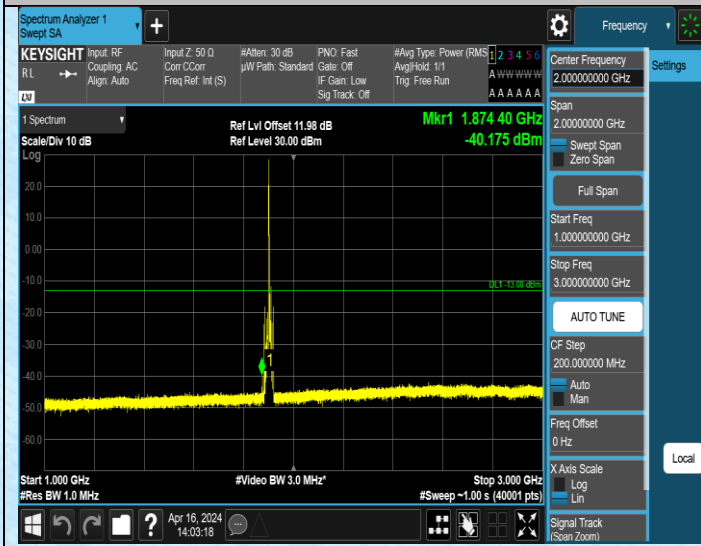 Spectrum Analyzer 1
Swept SA
Frequency
KEYSIGHT
RL
LXI
Input: RF
Coupling: AC
Align: Auto
Input Z: 50 Ω
Corr CCorr
Freq Ref: Int (S)
#Atten: 30 dB
µW Path: Standard
PNO: Fast
Gate: Off
IF Gain: Low
Sig Track: Off
#Avg Type: Power (RMS
Avg|Hold: 1/1
Trig: Free Run
1 2 3 4 5 6
A W W W W W
A A A A A A
1 Spectrum
Scale/Div 10 dB
Log
Ref Lvl Offset 11.98 dB
Ref Level 30.00 dBm
Mkr1 1.874 40 GHz
-40.175 dBm
20.0
10.0
0.00
-10.0
-20.0
-30.0
-40.0
-50.0
-60.0
DL1 -13.00 dBm
1
Start 1.000 GHz
#Res BW 1.0 MHz
#Video BW 3.0 MHz*
Stop 3.000 GHz
#Sweep ~1.00 s (40001 pts)
?
Apr 16, 2024
14:03:18
Center Frequency
2.000000000 GHz
Span
2.00000000 GHz
Swept Span
Zero Span
Full Span
Start Freq
1.000000000 GHz
Stop Freq
3.000000000 GHz
AUTO TUNE
CF Step
200.000000 MHz
Auto
Man
Freq Offset
0 Hz
X Axis Scale
Log
Lin
Signal Track
(Span Zoom)
Settings
Local